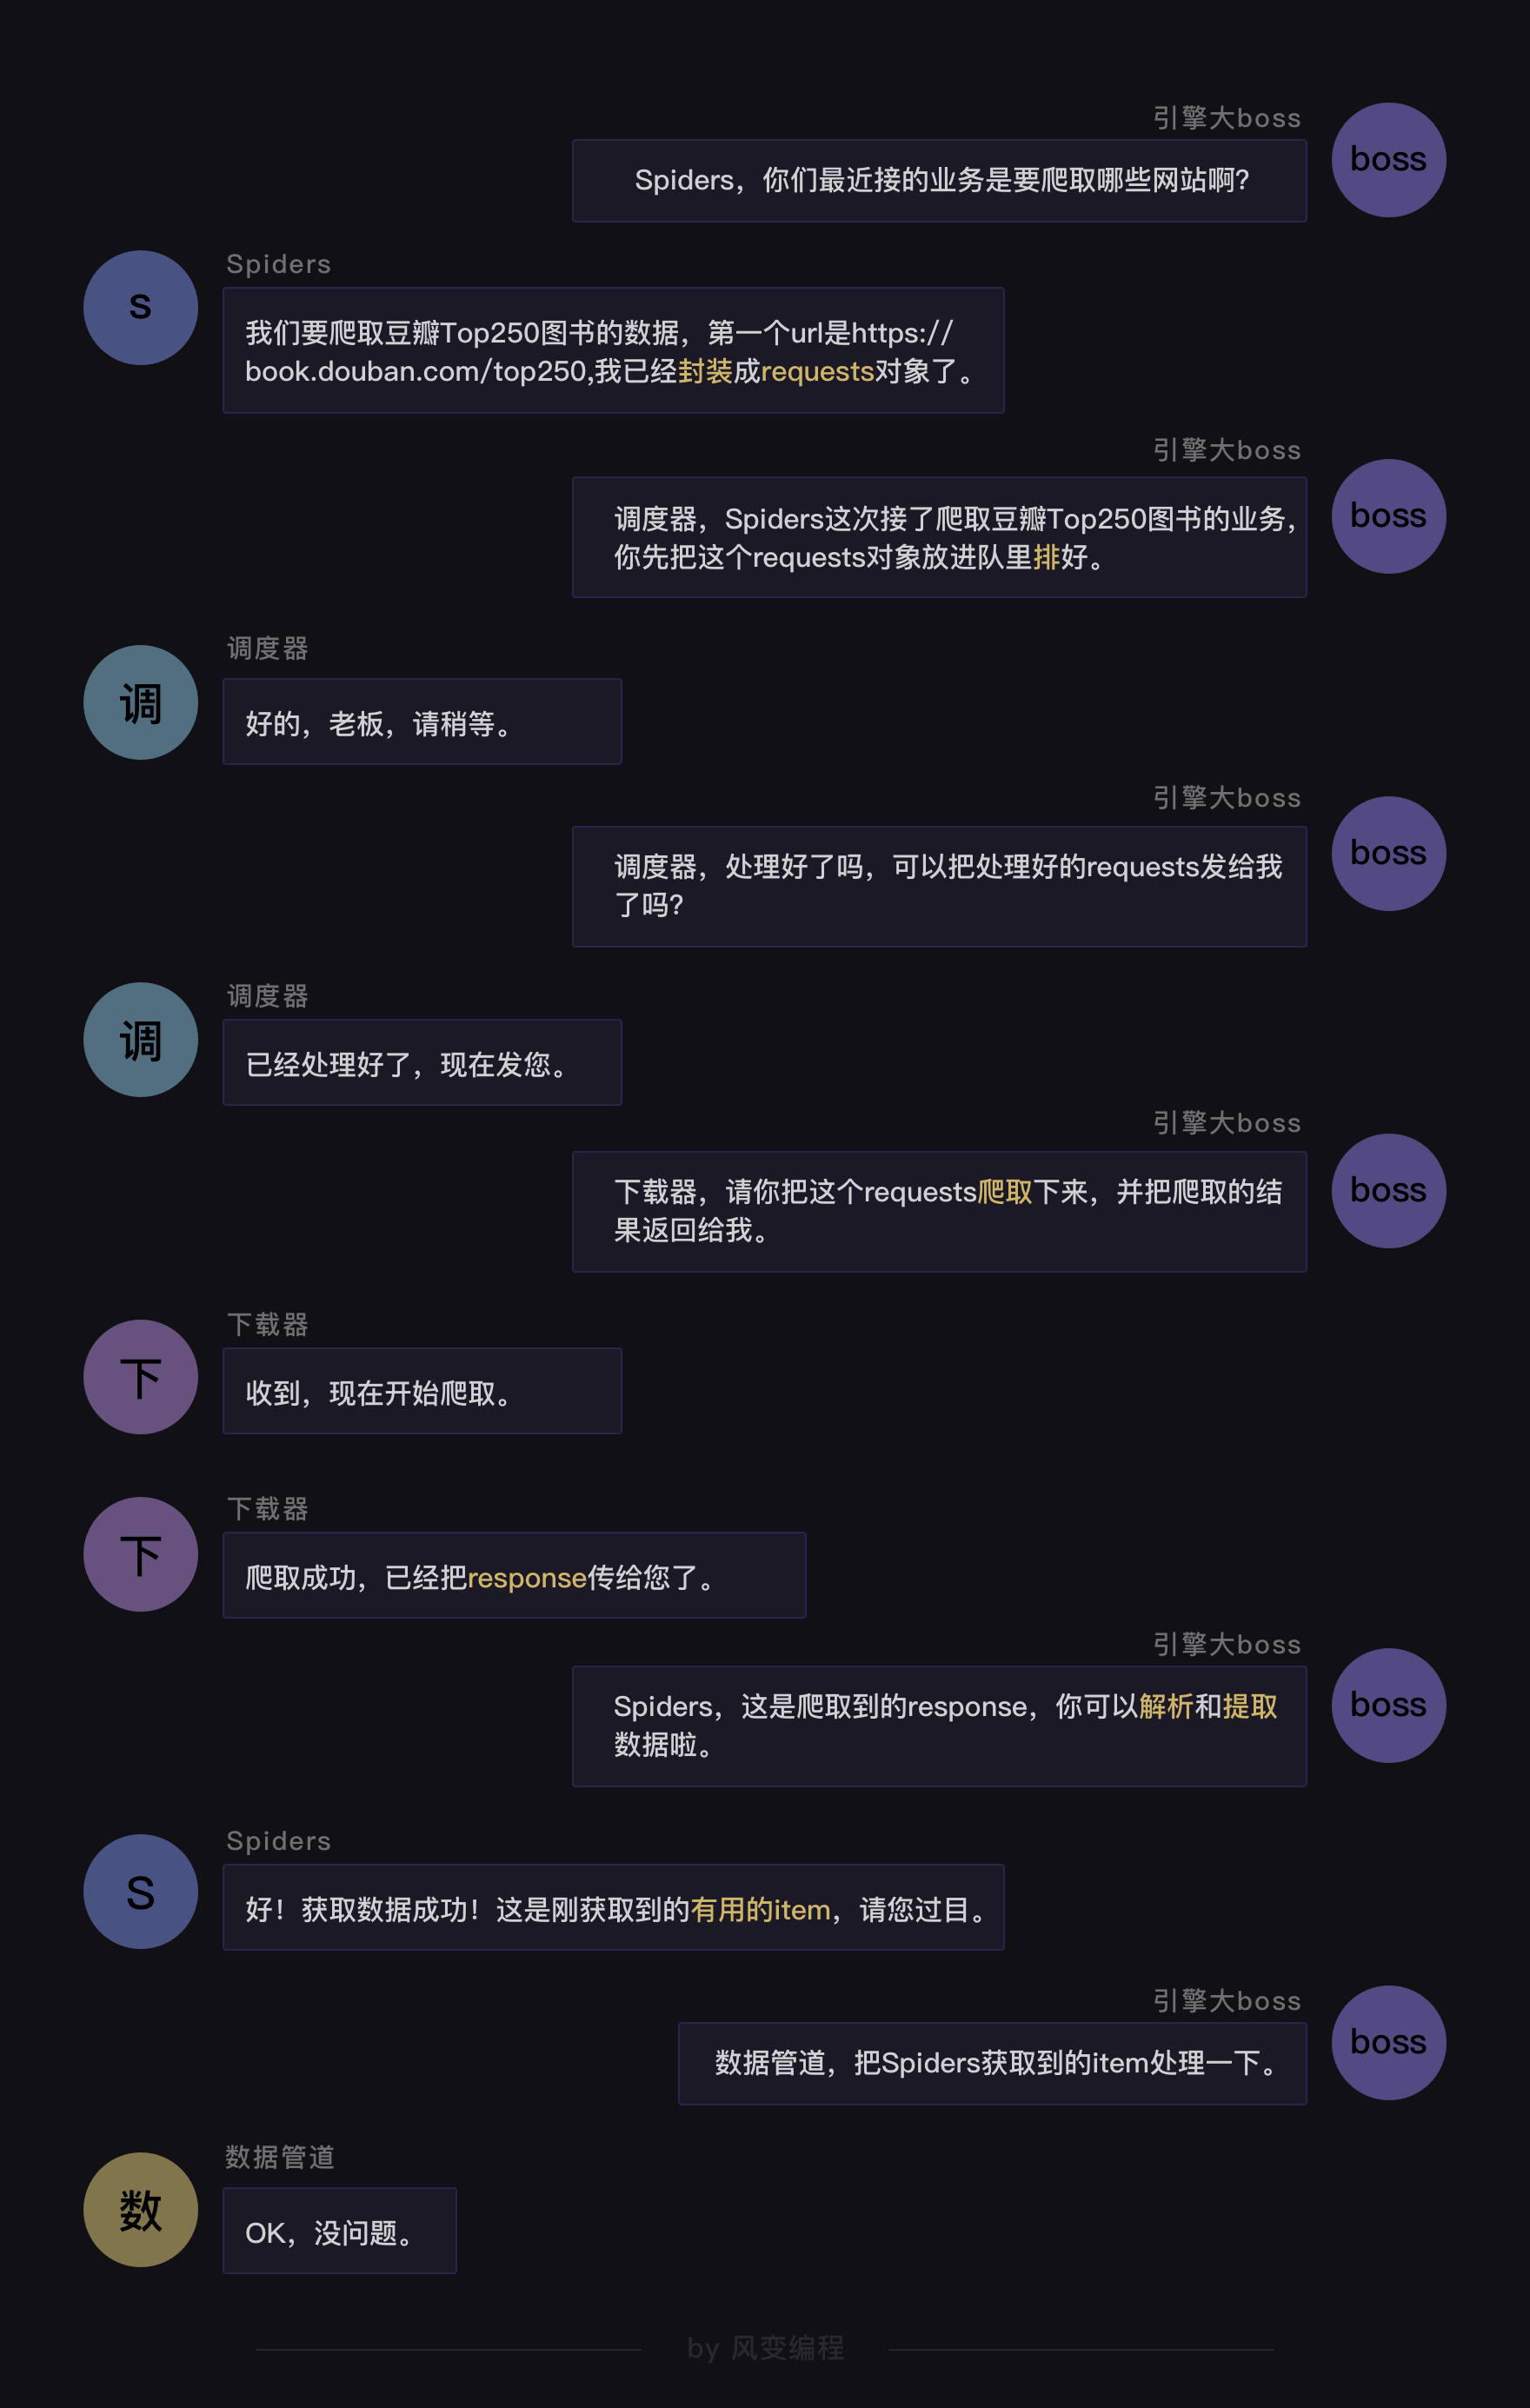 引擎大boss
boss
Spiders，你们最近接的业务是要爬取哪些网站啊？
Spiders
s
我们要爬取豆瓣Top250图书的数据，第一个url是https://
book.douban.com/top250,我已经封装成requests对象了。
引擎大boss
boss
调度器，Spiders这次接了爬取豆瓣Top250图书的业务，
你先把这个requests对象放进队里排好。
调度器
调
好的，老板，请稍等。
引擎大boss
boss
调度器，处理好了吗，可以把处理好的requests发给我
了吗？
调度器
调
已经处理好了，现在发您。
引擎大boss
boss
下载器，请你把这个requests爬取下来，并把爬取的结
果返回给我。
下载器
下
收到，现在开始爬取。
下载器
下
爬取成功，已经把response传给您了。
引擎大boss
boss
Spiders，这是爬取到的response，你可以解析和提取
数据啦。
Spiders
S
好！获取数据成功！这是刚获取到的有用的item，请您过目。
引擎大boss
boss
数据管道，把Spiders获取到的item处理一下。
数据管道
数
OK，没问题。
by 风变编程